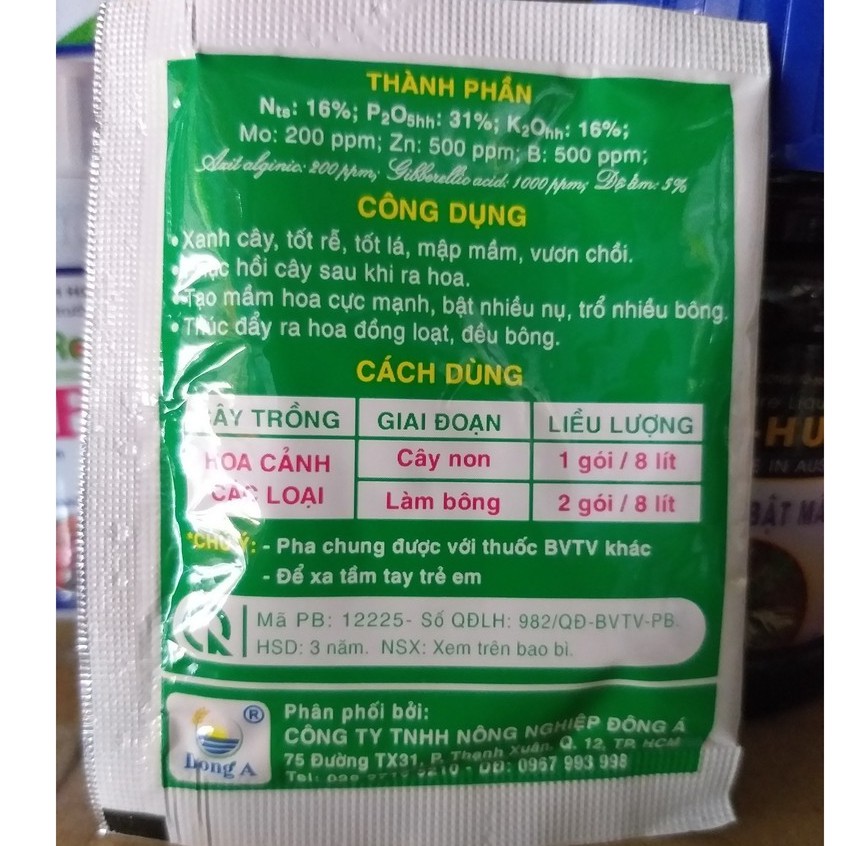 THÀNH PHẦN
Nts: 16%; P2O5hh: 31%; K2Ohh: 16%;
Mo: 200 ppm; Zn: 500 ppm; B: 500 ppm;
Axit alginic: 200 ppm; Gibberellic acid: 1000 ppm; Độ ẩm: 5%
CÔNG DỤNG
• Xanh cây, tốt rễ, tốt lá, mập mầm, vươn chồi.
hồi cây sau khi ra hoa.
• Tạo mầm hoa cực mạnh, bật nhiều nụ, trổ nhiều bông.
• Thúc đẩy ra hoa đồng loạt, đều bông.
CÁCH DÙNG
CÂY TRỒNG GIAI ĐOẠN LIỀU LƯỢNG
HOA CẢNH CÁC LOẠI
Cây non 1 gói / 8 lít
Làm bông 2 gói / 8 lít
*CHÚ Ý: - Pha chung được với thuốc BVTV khác
- Để xa tầm tay trẻ em
Mã PB: 12225- Số QĐLH: 982/QĐ-BVTV-PB.
HSD: 3 năm. NSX: Xem trên bao bì.
Đong A ®
Phân phối bởi:
CÔNG TY TNHH NÔNG NGHIỆP ĐÔNG Á
75 Đường TX31, P. Thạnh Xuân, Q. 12, TP. HCM
DĐ: 0967 993 998
-HU
IN AUS
BẬT MẦ